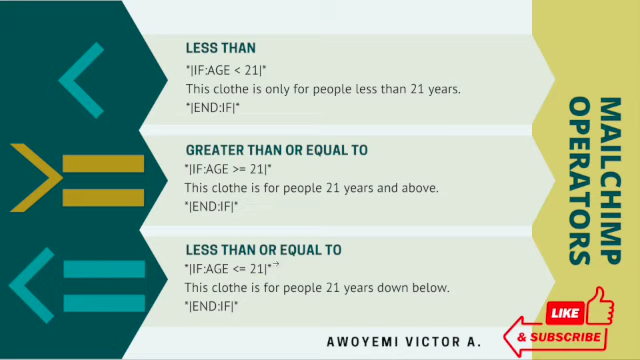 LESS THAN
*|IF:AGE < 21|*
This clothe is only for people less than 21 years.
*|END:IF|*
GREATER THAN OR EQUAL TO
*|IF:AGE >= 21|*
This clothe is for people 21 years and above.
*|END:IF|*
LESS THAN OR EQUAL TO
*|IF:AGE <= 21|*
This clothe is for people 21 years down below.
*|END:IF|*
MAILCHIMP
OPERATORS
AWOYEMI VICTOR A.
LIKE
& SUBSCRIBE